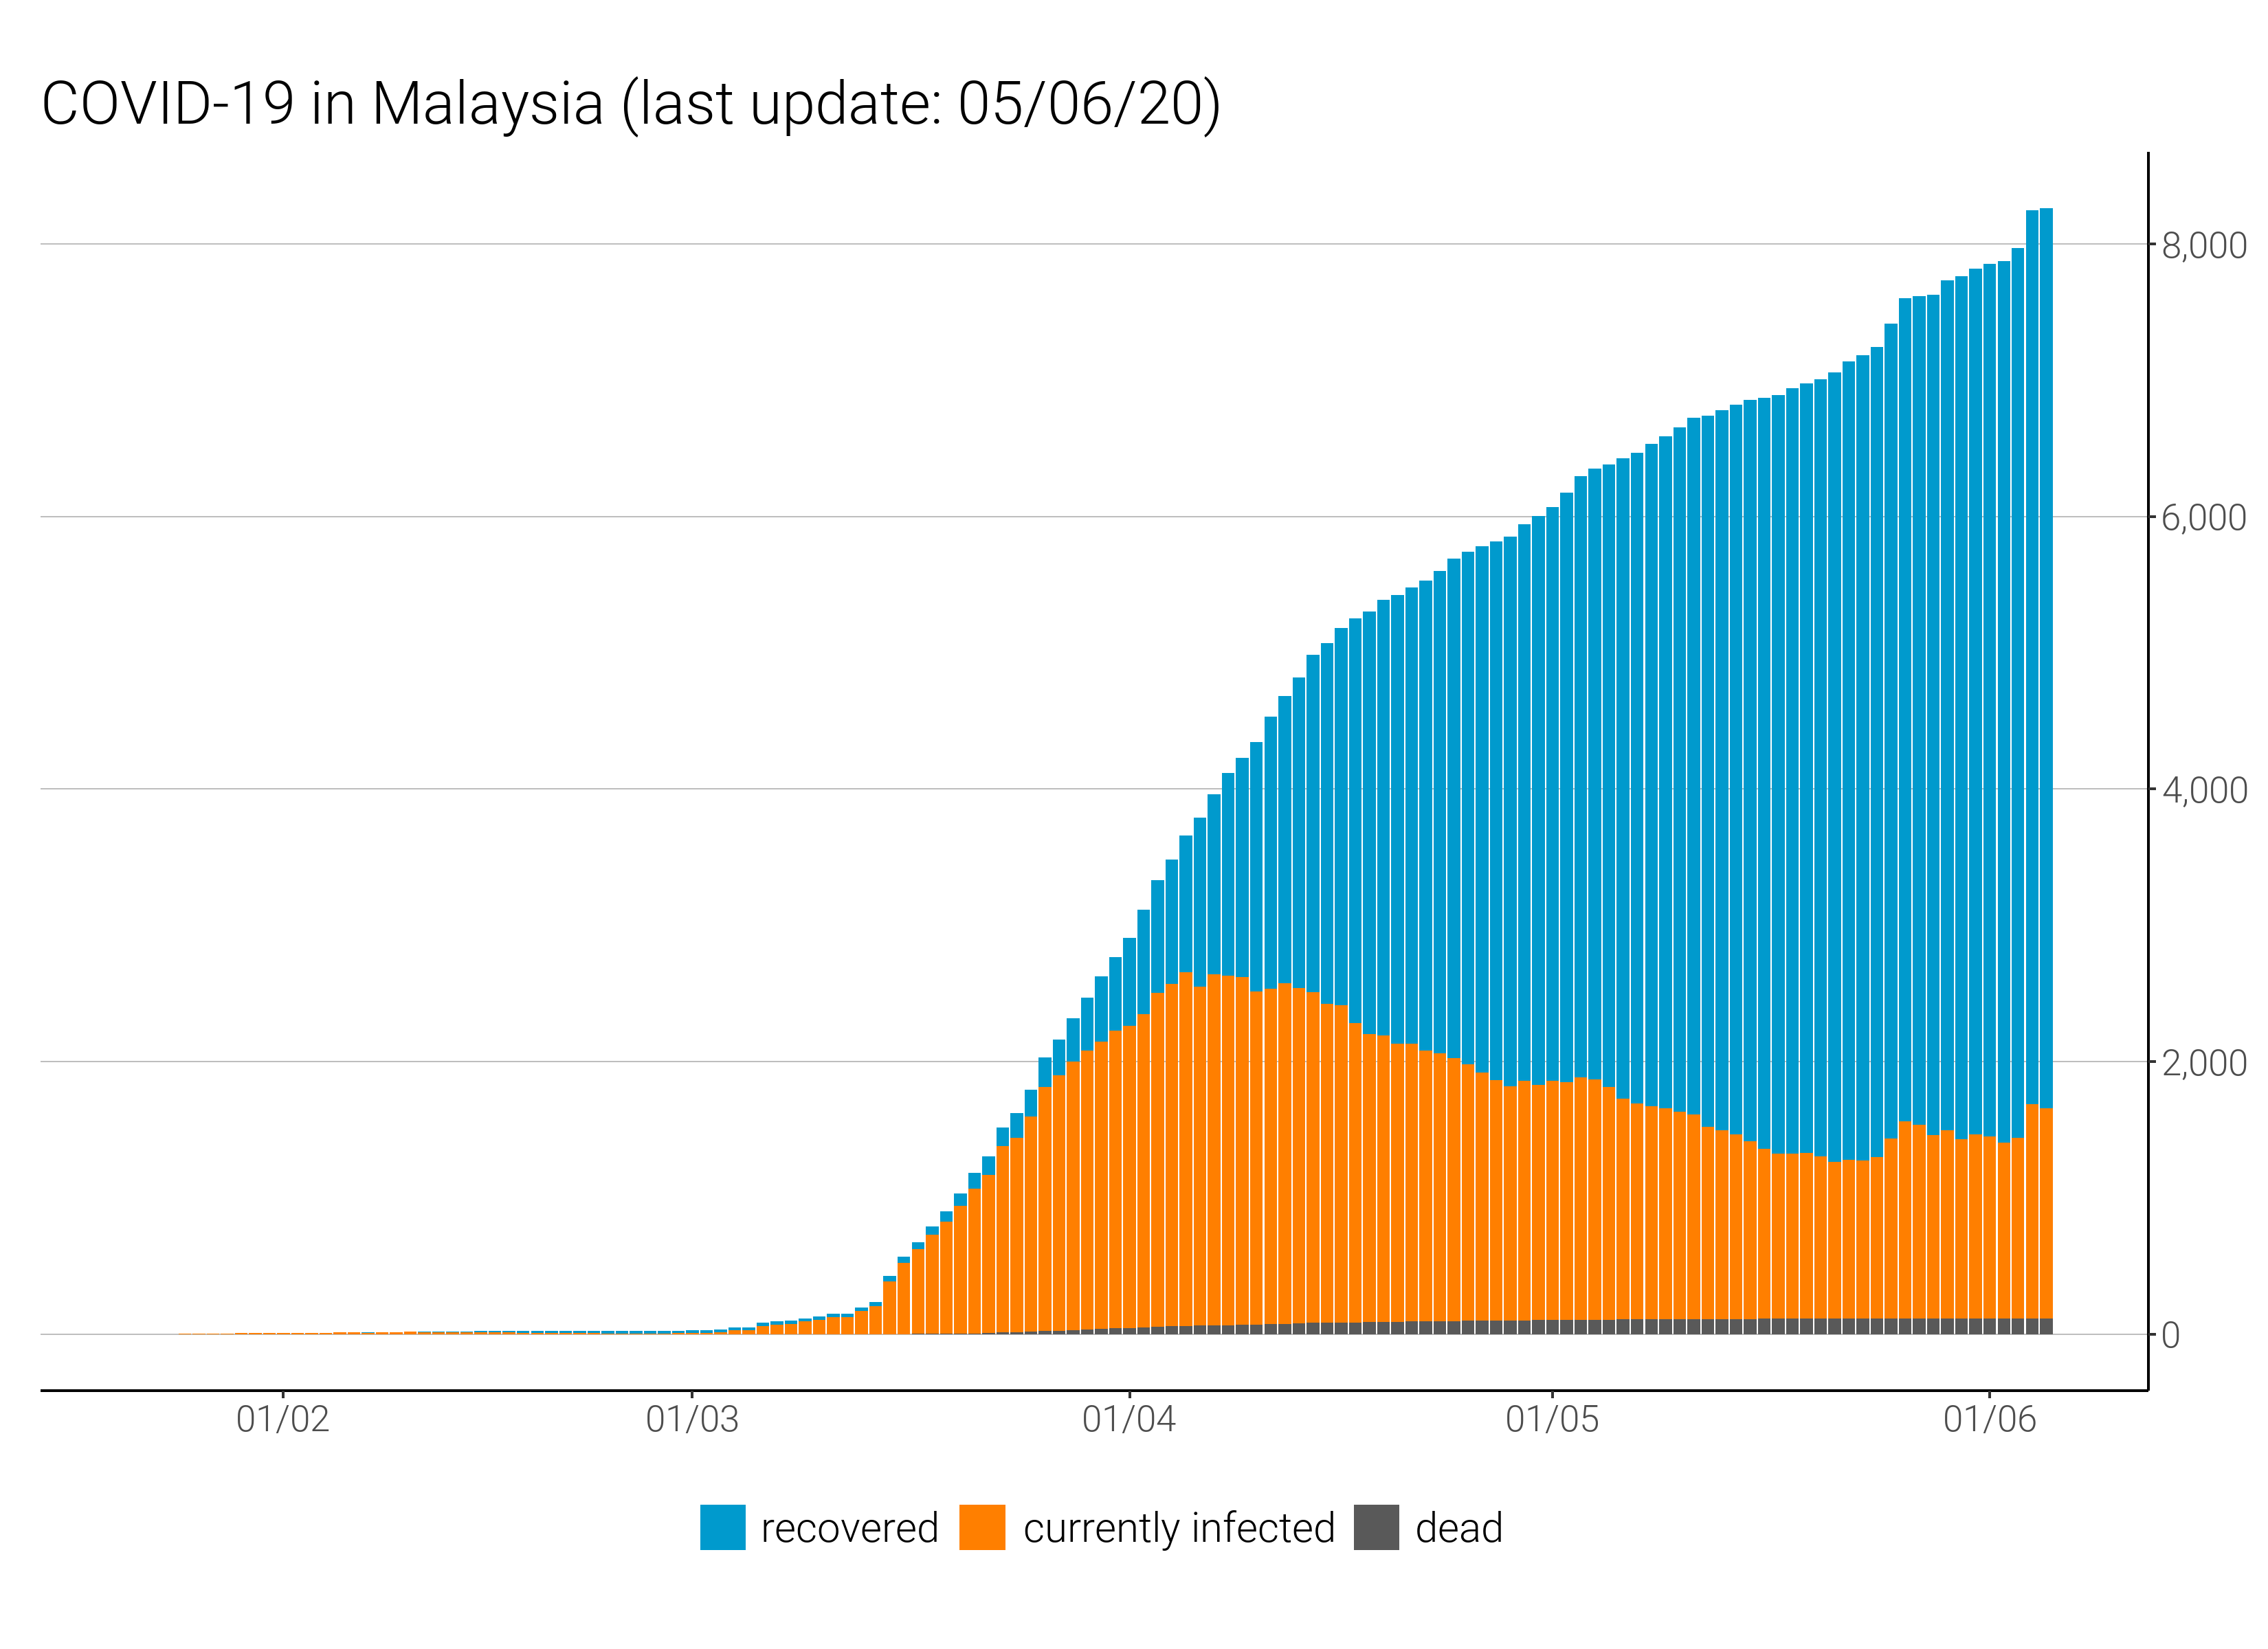 COVID-19 in Malaysia (last update: 05/06/20)
8,000
6,000
4,000
2,000
0
01/02 01/03 01/04 01/05 01/06
recovered currently infected dead